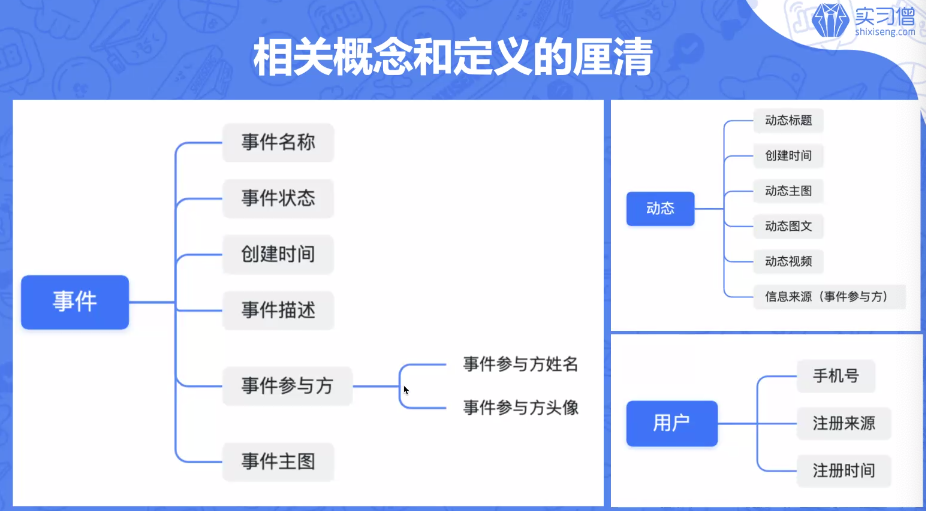 实习僧
shixiseng.com
相关概念和定义的厘清
事件
事件名称
事件状态
创建时间
事件描述
事件参与方
事件参与方姓名
事件参与方头像
事件主图
动态
动态标题
创建时间
动态主图
动态图文
动态视频
信息来源（事件参与方）
用户
手机号
注册来源
注册时间